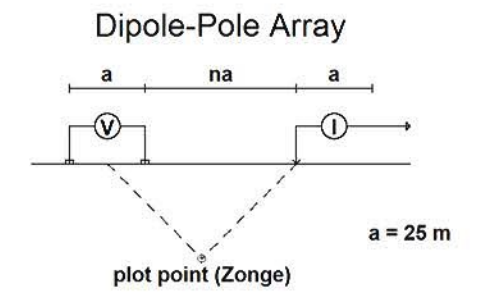 Dipole-Pole Array
a na a
V I
a = 25 m
plot point (Zonge)